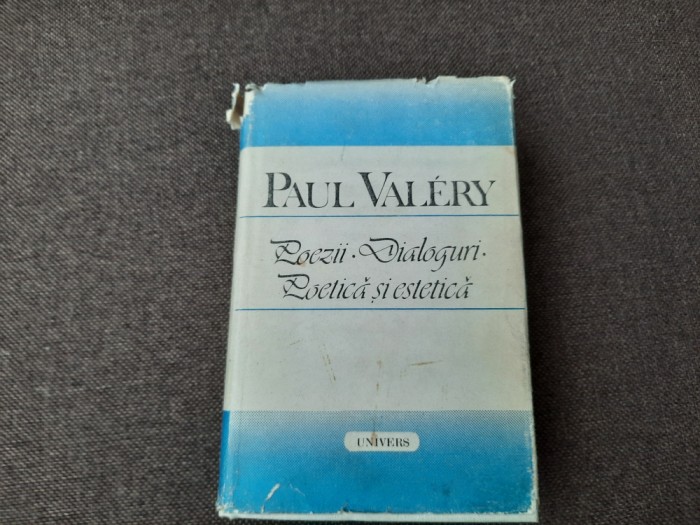 PAUL VALÉRY
Poezii · Dialoguri ·
Poetică și estetică
UNIVERS